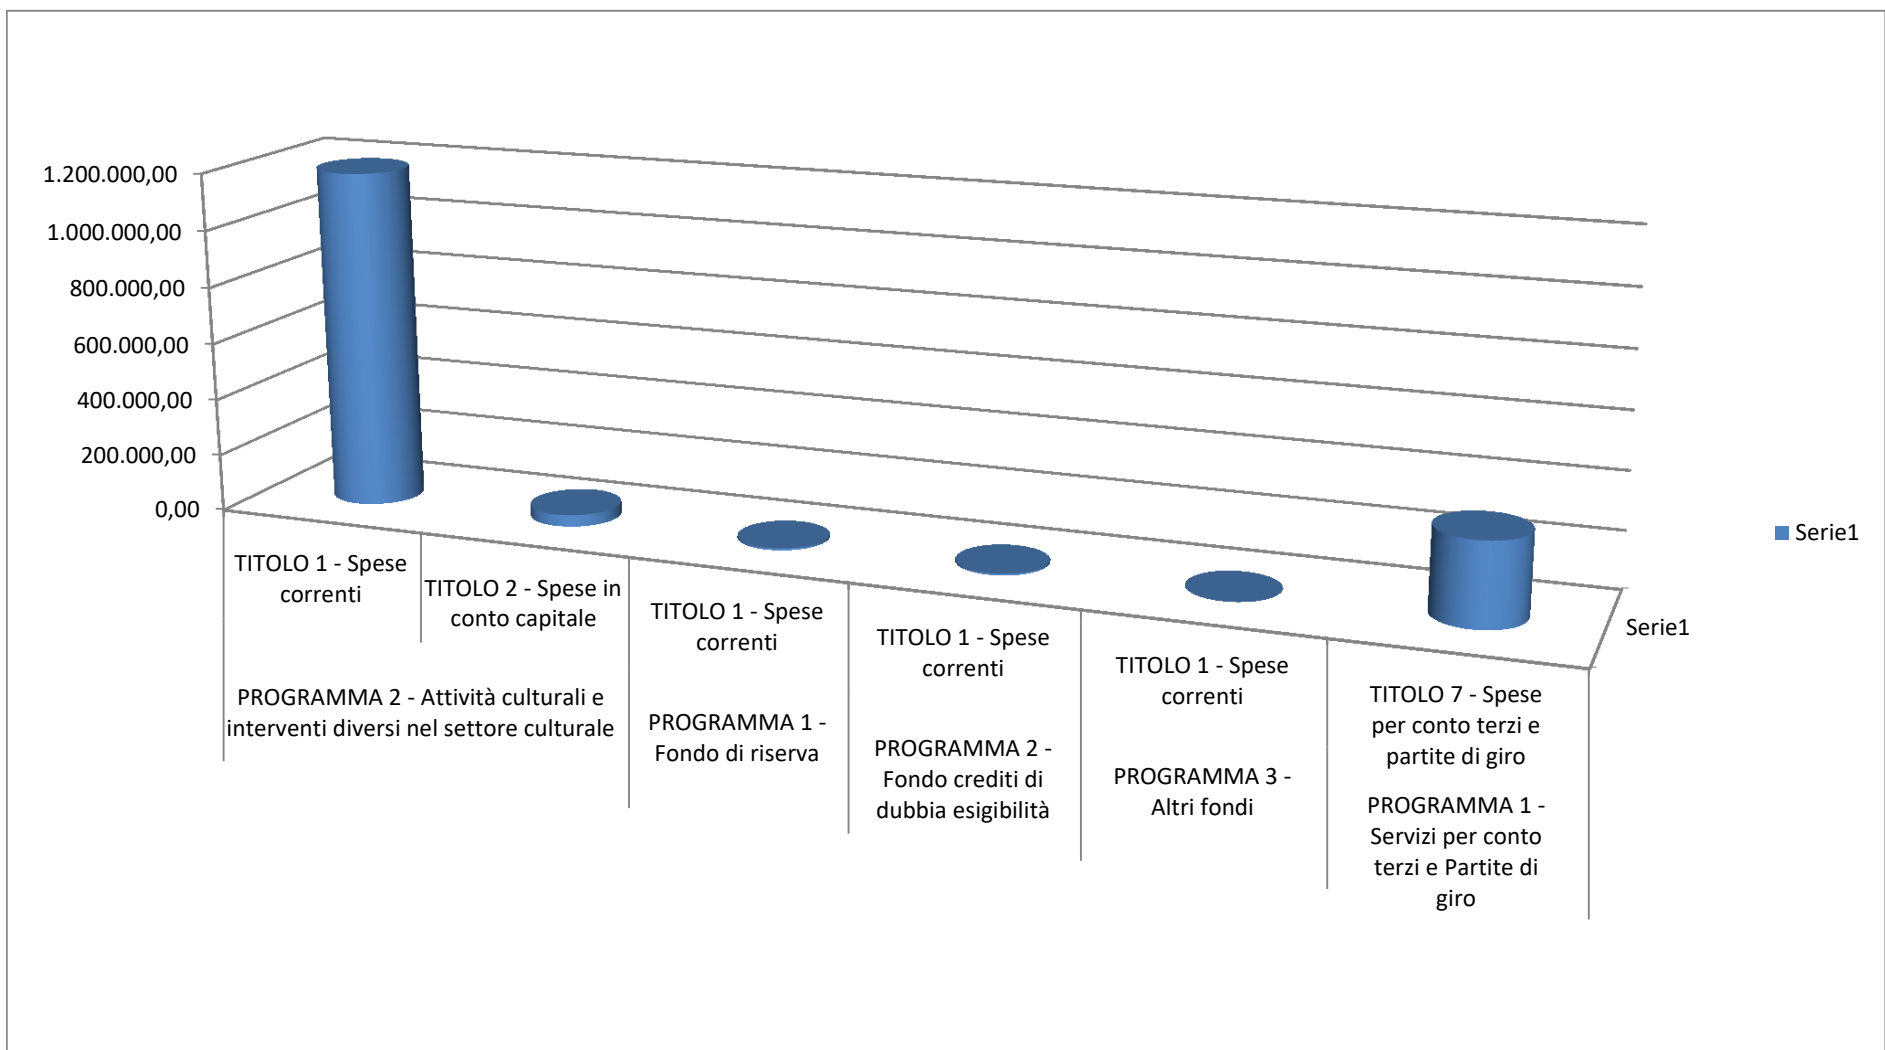 1.200.000,00
1.000.000,00
800.000,00
600.000,00
400.000,00
200.000,00
0,00
TITOLO 1 - Spese
correnti
TITOLO 2 - Spese in
conto capitale
TITOLO 1 - Spese
correnti
TITOLO 1 - Spese
correnti
TITOLO 1 - Spese
correnti
TITOLO 7 - Spese
per conto terzi e
partite di giro
PROGRAMMA 2 - Attività culturali e
interventi diversi nel settore culturale
PROGRAMMA 1 -
Fondo di riserva
PROGRAMMA 2 -
Fondo crediti di
dubbia esigibilità
PROGRAMMA 3 -
Altri fondi
PROGRAMMA 1 -
Servizi per conto
terzi e Partite di
giro
Serie1
Serie1